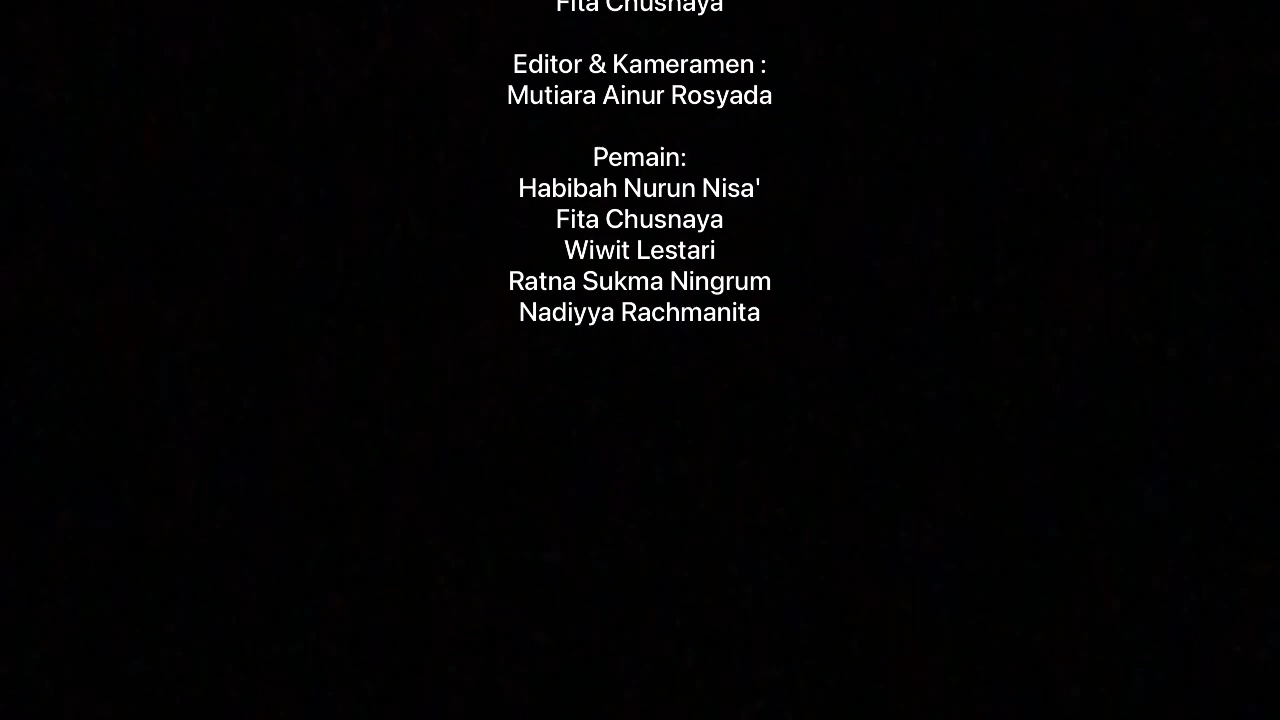 Fita Chusnaya
Editor & Kameramen :
Mutiara Ainur Rosyada
Pemain:
Habibah Nurun Nisa'
Fita Chusnaya
Wiwit Lestari
Ratna Sukma Ningrum
Nadiyya Rachmanita